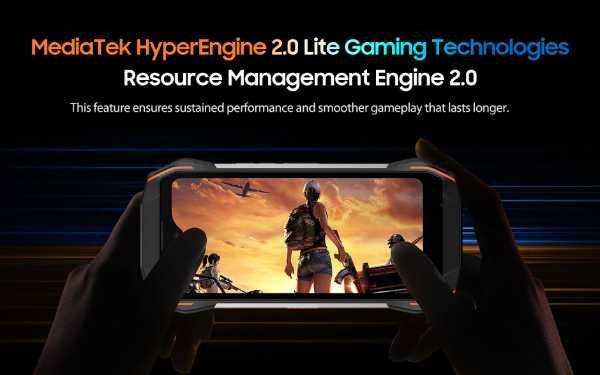 MediaTek HyperEngine 2.0 Lite Gaming Technologies
Resource Management Engine 2.0
This feature ensures sustained performance and smoother gameplay that lasts longer.